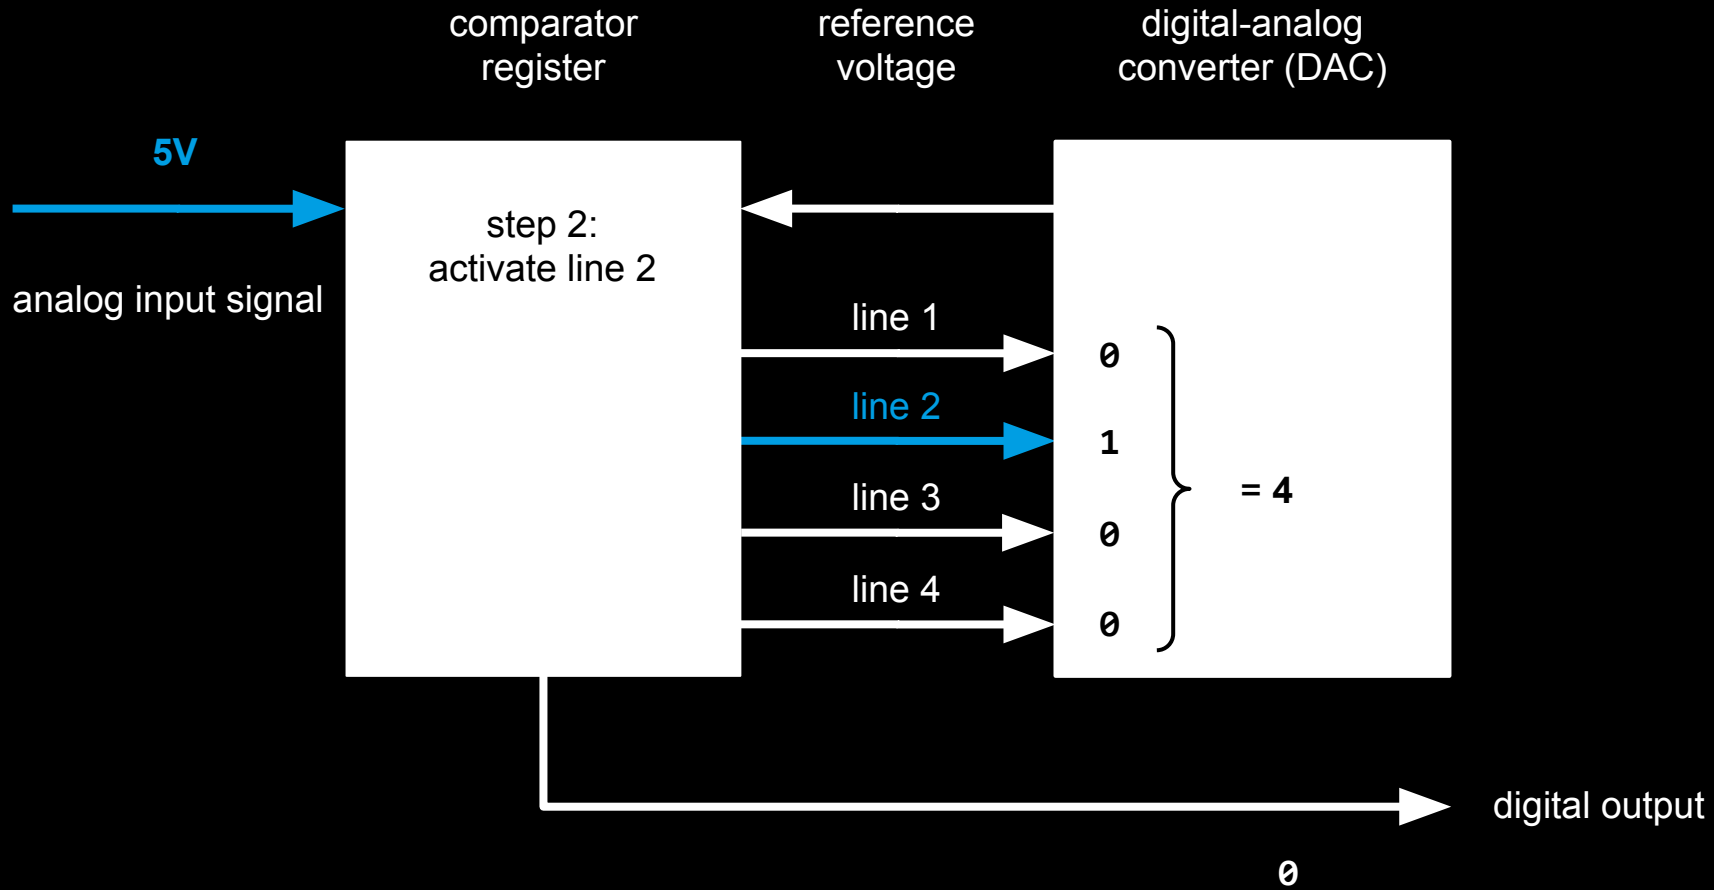 comparator
register
reference
voltage
digital-analog
converter (DAC)
5V
analog input signal
step 2:
activate line 2
line 1
line 2
line 3
line 4
0
1
0
0
= 4
digital output
0